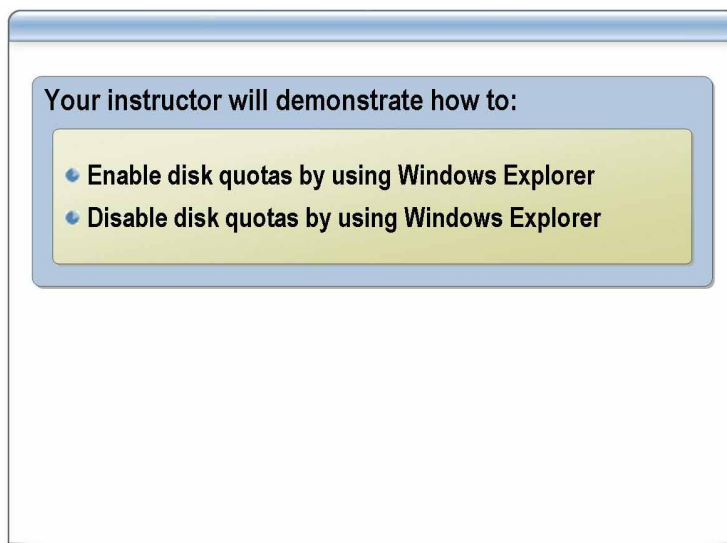 Your instructor will demonstrate how to:
Enable disk quotas by using Windows Explorer
Disable disk quotas by using Windows Explorer